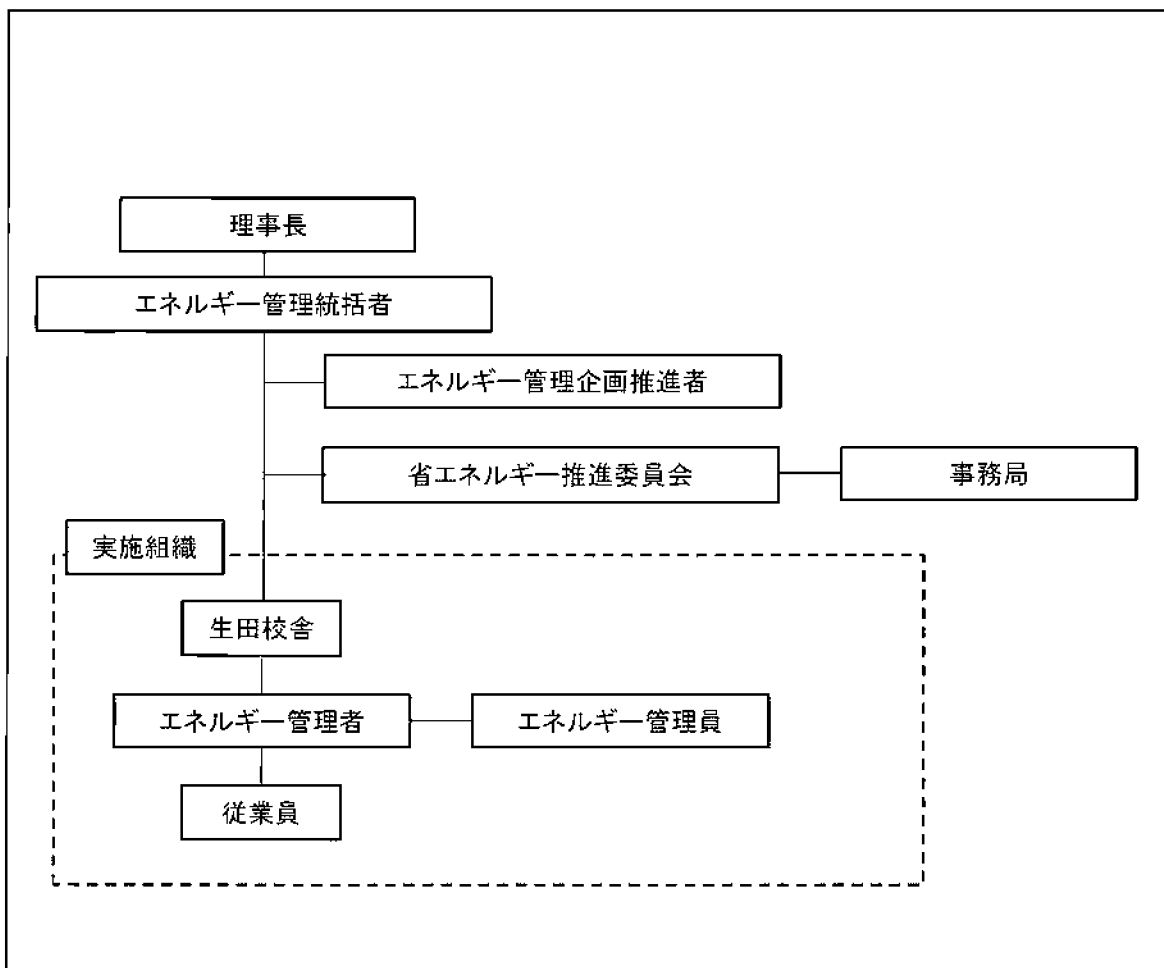 理事長
エネルギー管理統括者
エネルギー管理企画推進者
省エネルギー推進委員会
事務局
実施組織
生田校舎
エネルギー管理者
エネルギー管理員
従業員